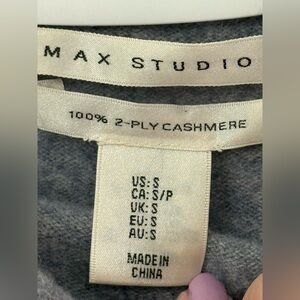 MAX STUDIO
100% 2-PLY CASHMERE
US: S
CA: S/P
UK: S
EU: S
AU: S
MADE IN
CHINA